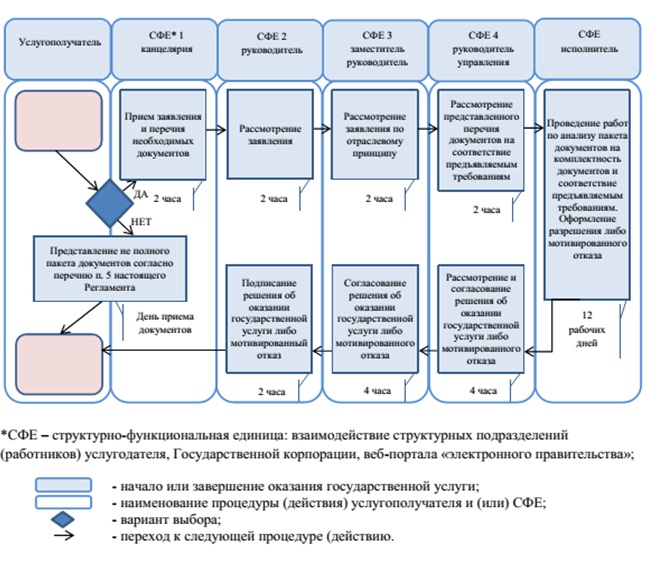 Услугополучатель
СФЕ* 1
канцелярия
СФЕ 2
руководитель
СФЕ 3
заместитель
руководитель
СФЕ 4
руководитель
управления
СФЕ
исполнитель
Прием заявления
и перечня
необходимых
документов
2 часа
Рассмотрение
заявления
2 часа
Рассмотрение
заявления по
отраслевому
принципу
2 часа
Рассмотрение
представленного
перечня
документов на
соответствие
предъявляемым
требованиям
2 часа
Проведение работ
по анализу пакета
документов на
комплектность
документов и
соответствие
предъявляемым
требованиям.
Оформление
разрешения либо
мотивированного
отказа
12
рабочих
дней
ДА
НЕТ
Представление не полного
пакета документов согласно
перечню п. 5 настоящего
Регламента
День приема
документов
Подписание
решения об
оказании
государственной
услуги либо
мотивированный
отказ
2 часа
Согласование
решения об
оказании
государственной
услуги либо
мотивированного
отказа
4 часа
Рассмотрение и
согласование
решения об
оказании
государственной
услуги либо
мотивированного
отказа
4 часа
*СФЕ – структурно-функциональная единица: взаимодействие структурных подразделений
(работников) услугодателя, Государственной корпорации, веб-портала «электронного правительства»;
- начало или завершение оказания государственной услуги;
- наименование процедуры (действия) услугополучателя и (или) СФЕ;
- вариант выбора;
- переход к следующей процедуре (действию.